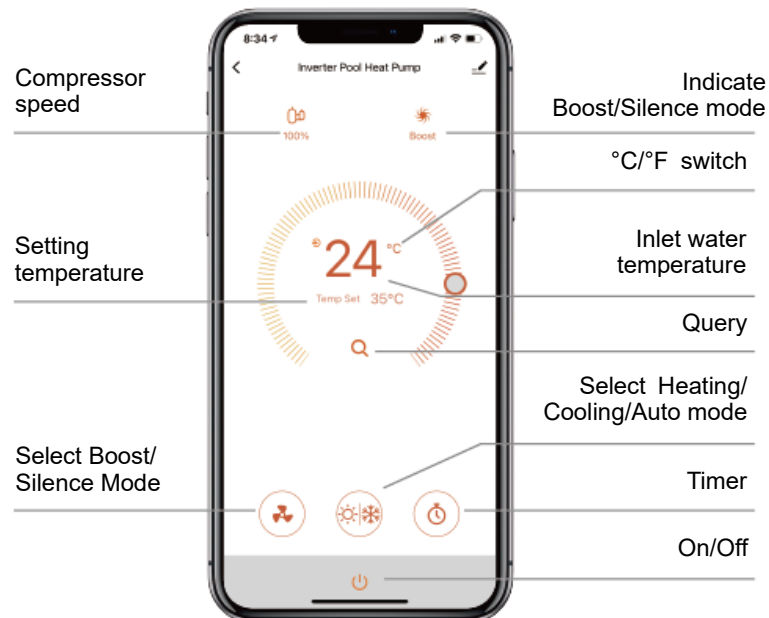 8:34
Inverter Pool Heat Pump
Compressor
speed
Indicate
Boost/Silence mode
100%
Boost
°C/°F switch
24 °C
Setting
temperature
Inlet water
temperature
Temp Set 35°C
Query
Select Heating/
Cooling/Auto mode
Select Boost/
Silence Mode
Timer
On/Off